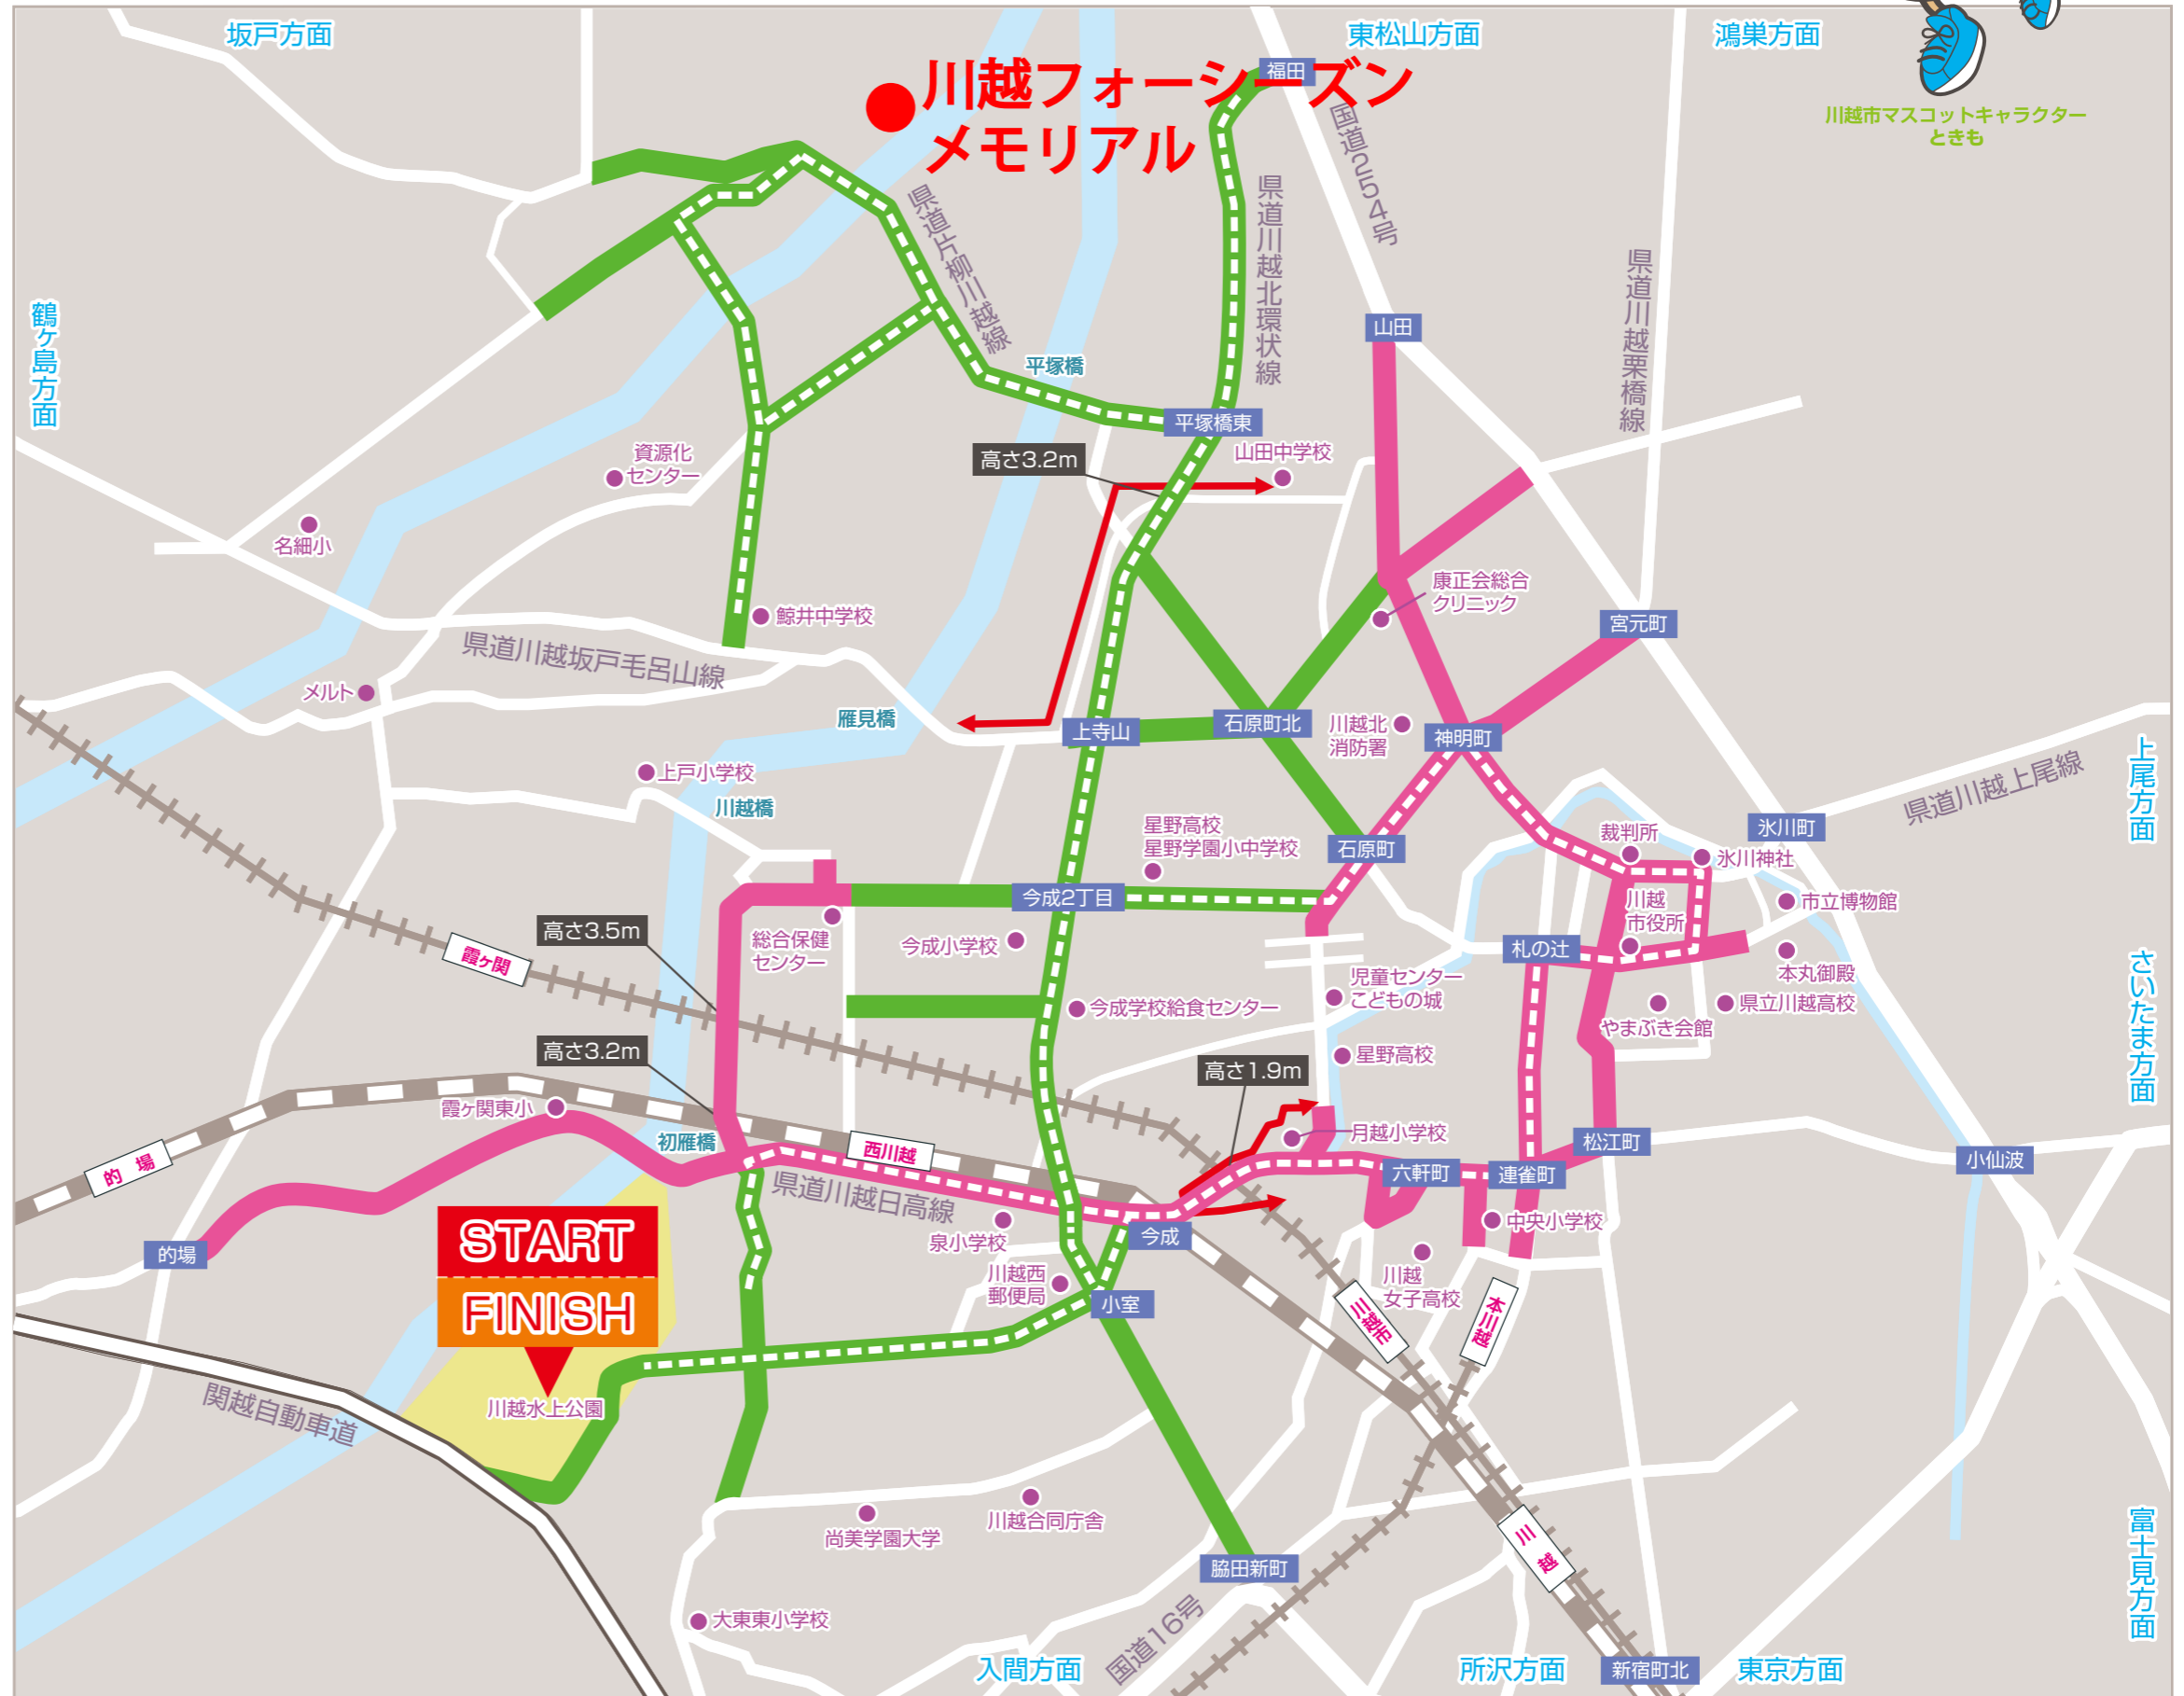 坂戸方面
東松山方面
鴻巣方面
川越市マスコットキャラクター
ときも
川越フォーシーズン
メモリアル
福田
国道254号
県道片柳川越線
県道川越北環状線
県道川越栗橋線
鶴ヶ島方面
山田
平塚橋
平塚橋東
高さ3.2m
山田中学校
資源化
センター
名細小
康正会総合
クリニック
鯨井中学校
宮元町
県道川越坂戸毛呂山線
メルト
雁見橋
上寺山
石原町北
川越北
消防署
神明町
上戸小学校
川越橋
県道川越上尾線
上尾方面
星野高校
星野学園小中学校
石原町
裁判所
氷川町
氷川神社
今成2丁目
川越
市役所
市立博物館
高さ3.5m
総合保健
センター
今成小学校
札の辻
霞ヶ関
本丸御殿
児童センター
こどもの城
今成学校給食センター
やまぶき会館
県立川越高校
さいたま方面
高さ3.2m
星野高校
高さ1.9m
霞ヶ関東小
初雁橋
西川越
月越小学校
松江町
的場
小仙波
六軒町
連雀町
県道川越日高線
中央小学校
START
FINISH
的場
泉小学校
今成
川越西
郵便局
小室
川越
女子高校
川越市
本川越
川越水上公園
関越自動車道
尚美学園大学
川越合同庁舎
川越
脇田新町
富士見方面
大東東小学校
国道16号
入間方面
所沢方面
新宿町北
東京方面